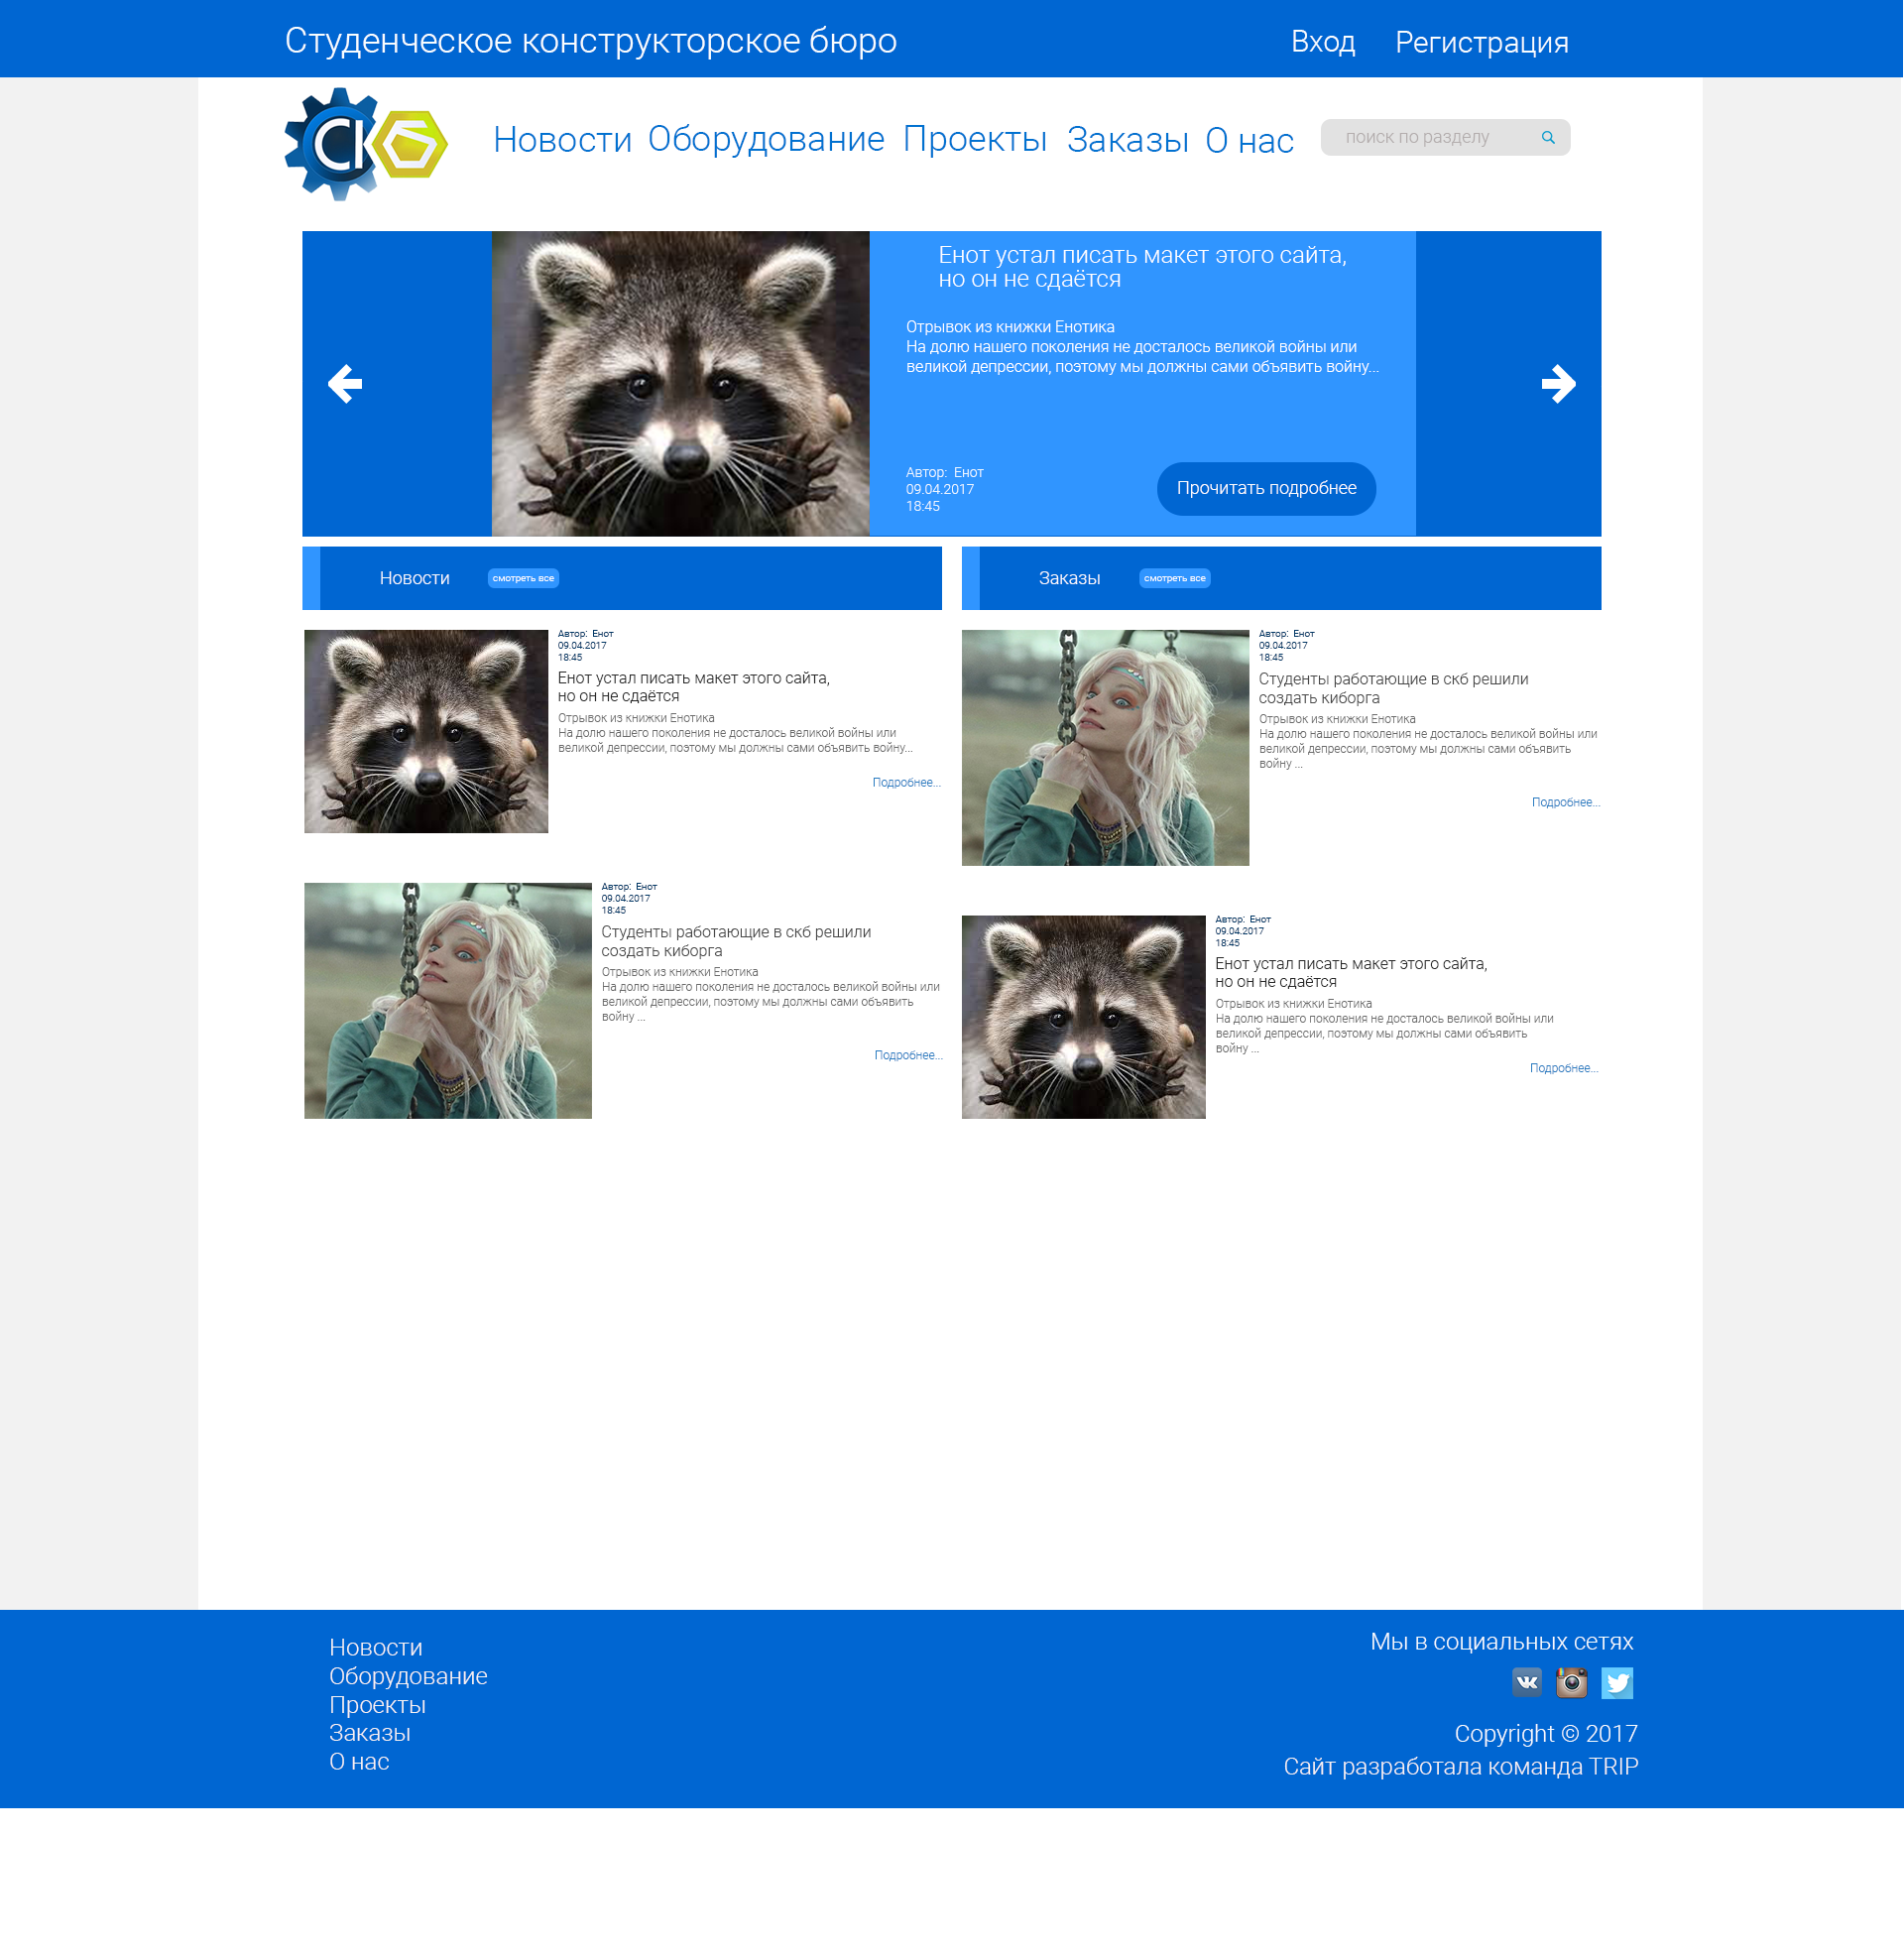 Студенческое конструкторское бюро
Вход
Регистрация
СКБ
Новости
Оборудование
Проекты
Заказы
О нас
поиск по разделу
Енот устал писать макет этого сайта,
но он не сдаётся
Отрывок из книжки Енотика
На долю нашего поколения не досталось великой войны или
великой депрессии, поэтому мы должны сами объявить войну...
Автор: Енот
09.04.2017
18:45
Прочитать подробнее
Новости
смотреть все
Автор: Енот
09.04.2017
18:45
Енот устал писать макет этого сайта,
но он не сдаётся
Отрывок из книжки Енотика
На долю нашего поколения не досталось великой войны или
великой депрессии, поэтому мы должны сами объявить войну...
Подробнее...
Автор: Енот
09.04.2017
18:45
Студенты работающие в скб решили
создать киборга
Отрывок из книжки Енотика
На долю нашего поколения не досталось великой войны или
великой депрессии, поэтому мы должны сами объявить
войну ...
Подробнее...
Заказы
смотреть все
Автор: Енот
09.04.2017
18:45
Студенты работающие в скб решили
создать киборга
Отрывок из книжки Енотика
На долю нашего поколения не досталось великой войны или
великой депрессии, поэтому мы должны сами объявить
войну ...
Подробнее...
Автор: Енот
09.04.2017
18:45
Енот устал писать макет этого сайта,
но он не сдаётся
Отрывок из книжки Енотика
На долю нашего поколения не досталось великой войны или
великой депрессии, поэтому мы должны сами объявить
войну ...
Подробнее...
Новости
Оборудование
Проекты
Заказы
О нас
Мы в социальных сетях
Copyright © 2017
Сайт разработала команда TRIP